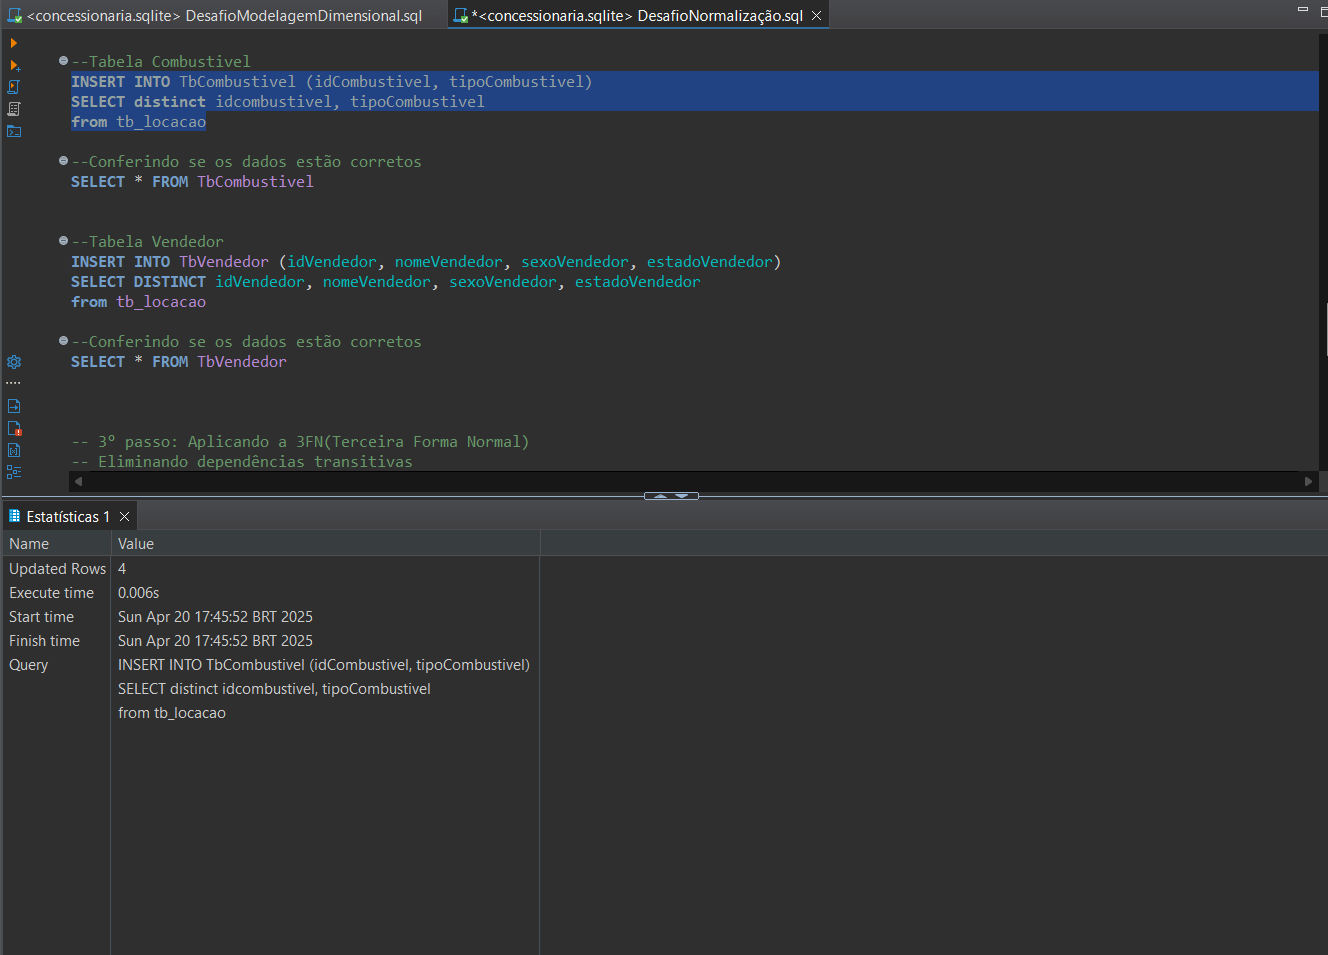 <concessionaria.sqlite> DesafioModelagemDimensional.sql
*<concessionaria.sqlite> DesafioNormalização.sql
--Tabela Combustivel
INSERT INTO TbCombustivel (idCombustivel, tipoCombustivel)
SELECT distinct idcombustivel, tipoCombustivel
from tb_locacao
--Conferindo se os dados estão corretos
SELECT * FROM TbCombustivel
--Tabela Vendedor
INSERT INTO TbVendedor (idVendedor, nomeVendedor, sexoVendedor, estadoVendedor)
SELECT DISTINCT idVendedor, nomeVendedor, sexoVendedor, estadoVendedor
from tb_locacao
--Conferindo se os dados estão corretos
SELECT * FROM TbVendedor
-- 3º passo: Aplicando a 3FN(Terceira Forma Normal)
-- Eliminando dependências transitivas
Estatísticas 1
Name Value
Updated Rows 4
Execute time 0.006s
Start time Sun Apr 20 17:45:52 BRT 2025
Finish time Sun Apr 20 17:45:52 BRT 2025
Query INSERT INTO TbCombustivel (idCombustivel, tipoCombustivel)
SELECT distinct idcombustivel, tipoCombustivel
from tb_locacao